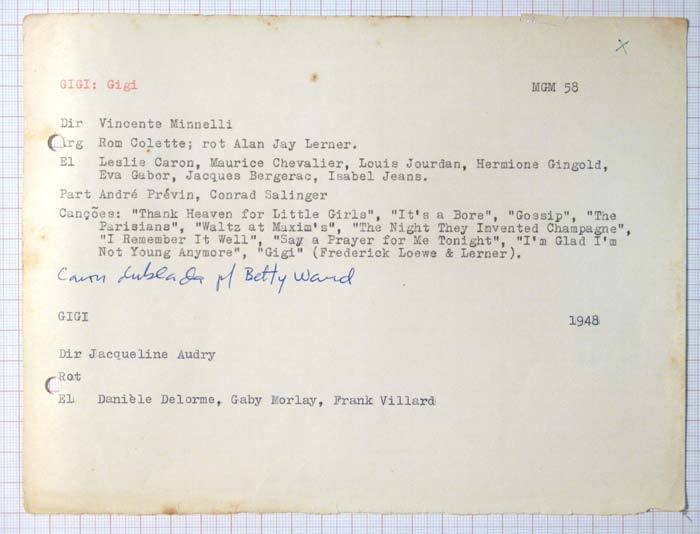 x
GIGI: Gigi MGM 58
Dir Vincente Minnelli
Arg Rom Colette; rot Alan Jay Lerner.
El Leslie Caron, Maurice Chevalier, Louis Jourdan, Hermione Gingold,
Eva Gabor, Jacques Bergerac, Isabel Jeans.
Part André Prévin, Conrad Salinger
Canções: "Thank Heaven for Little Girls", "It's a Bore", "Gossip", "The
Parisians", "Waltz at Maxim's", "The Night They Invented Champagne",
"I Remember It Well", "Say a Prayer for Me Tonight", "I'm Glad I'm
Not Young Anymore", "Gigi" (Frederick Loewe & Lerner).
Caron dublada p/ Betty Wand
GIGI 1948
Dir Jacqueline Audry
Rot
El Danièle Delorme, Gaby Morlay, Frank Villard